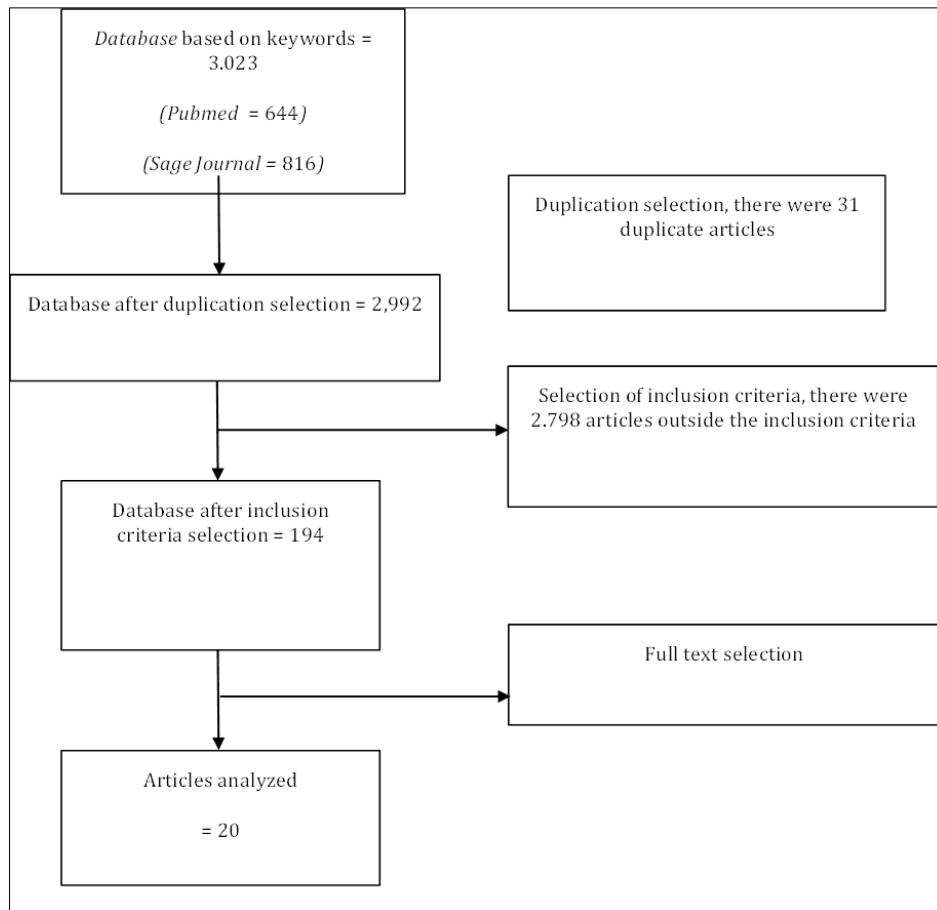 Database based on keywords =
3.023
(Pubmed = 644)
(Sage Journal = 816)
Duplication selection, there were 31
duplicate articles
Database after duplication selection = 2,992
Selection of inclusion criteria, there were
2.798 articles outside the inclusion criteria
Database after inclusion
criteria selection = 194
Full text selection
Articles analyzed
= 20